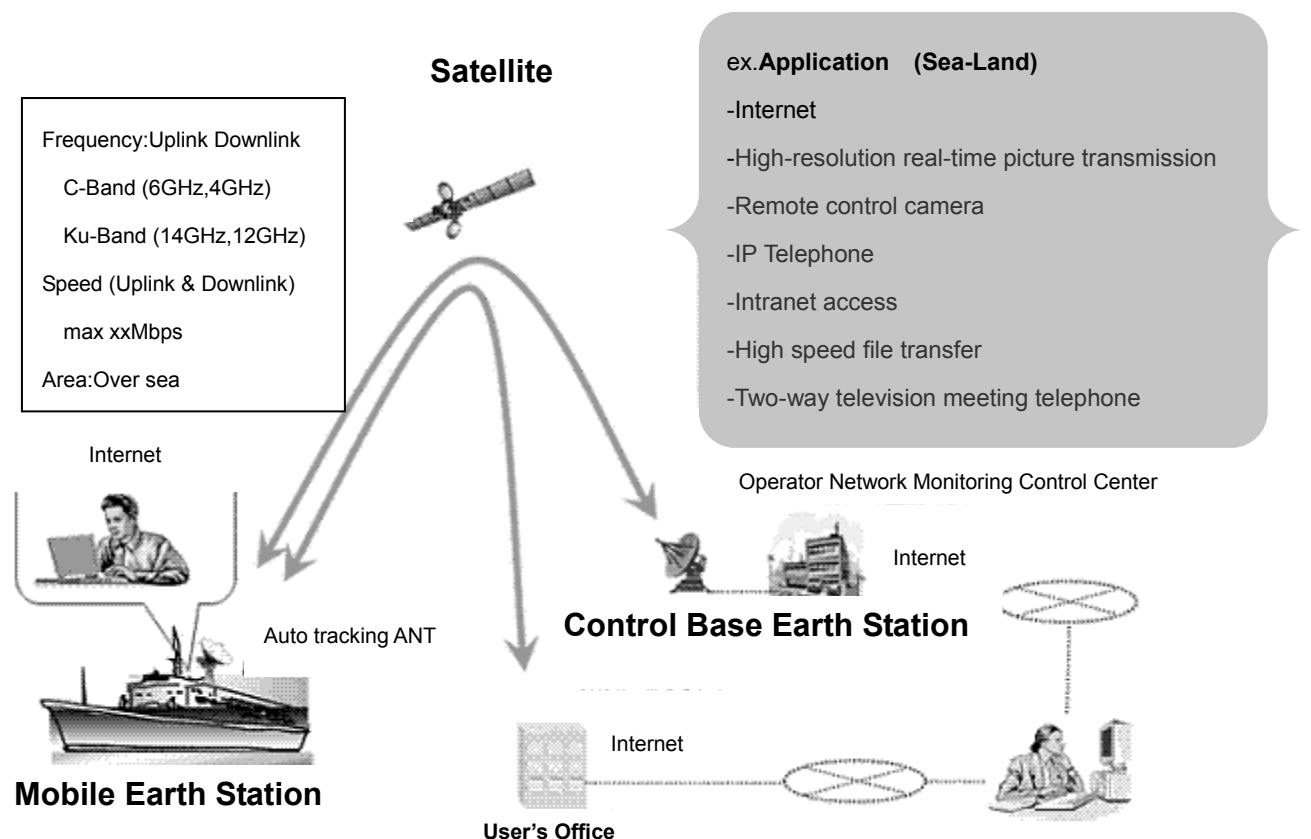 Satellite
Frequency:Uplink Downlink
C-Band (6GHz,4GHz)
Ku-Band (14GHz,12GHz)
Speed (Uplink & Downlink)
max xxMbps
Area:Over sea
ex.Application (Sea-Land)
-Internet
-High-resolution real-time picture transmission
-Remote control camera
-IP Telephone
-Intranet access
-High speed file transfer
-Two-way television meeting telephone
Internet
Operator Network Monitoring Control Center
Internet
Control Base Earth Station
Auto tracking ANT
Mobile Earth Station
Internet
User's Office